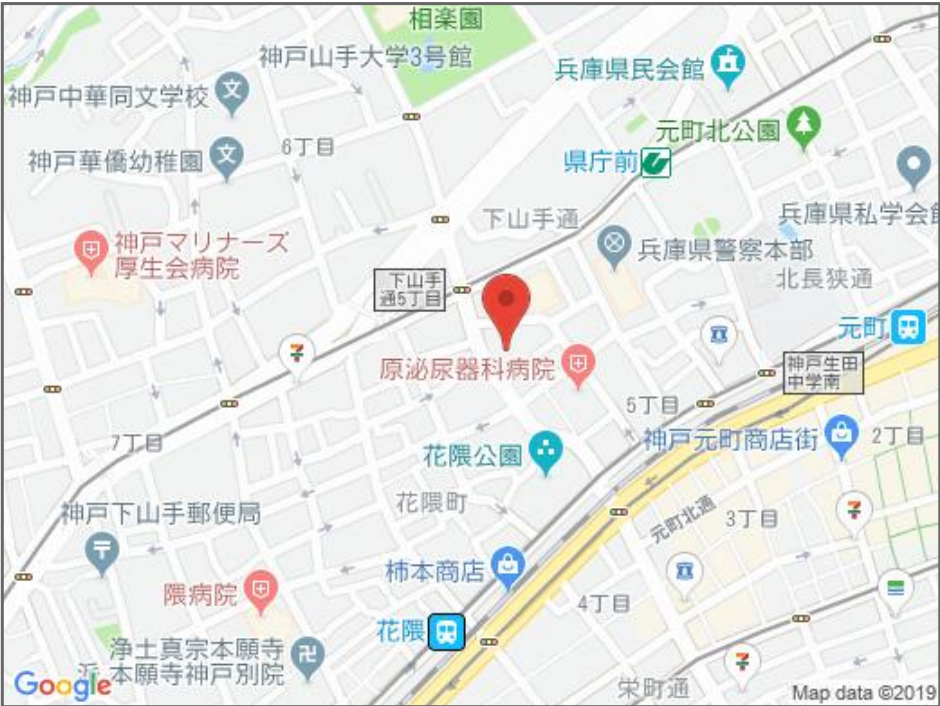 相楽園
神戸山手大学3号館
兵庫県民会館
神戸中華同文学校
元町北公園
6丁目
神戸華僑幼稚園
県庁前
下山手通
兵庫県私学会館
兵庫県警察本部
神戸マリナーズ
厚生会病院
北長狭通
下山手
通5丁目
元町
7
原泌尿器科病院
神戸生田
中学南
5丁目
7丁目
神戸元町商店街
2丁目
花隈公園
花隈町
元町北通
3丁目
7
神戸下山手郵便局
柿本商店
隈病院
4丁目
花隈
浄土真宗本願寺
本願寺神戸別院
7
栄町通
Google
Map data ©2019